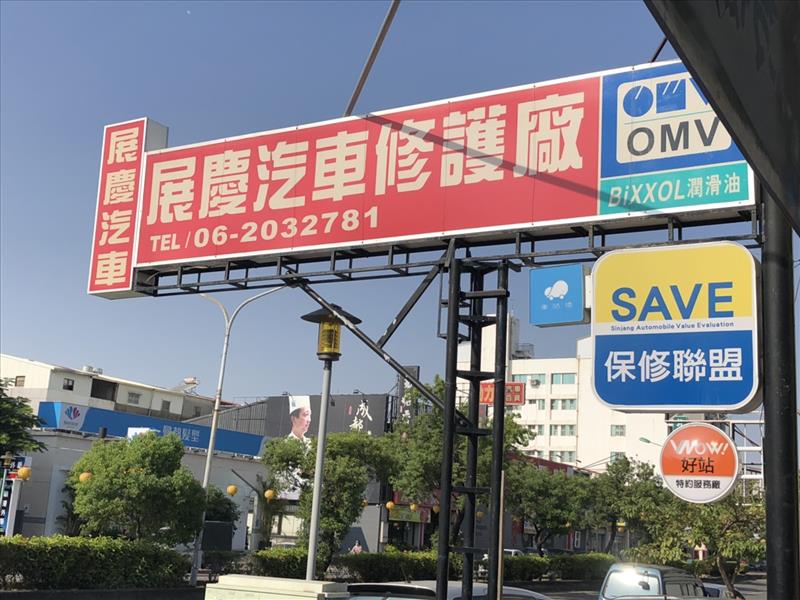 展慶汽車
展慶汽車修護廠
TEL / 06-2032781
OMV
OMV
BiXXOL潤滑油
SAVE
Sinjang Automobile Value Evaluation
保修聯盟
WOW!
好站
特約服務廠